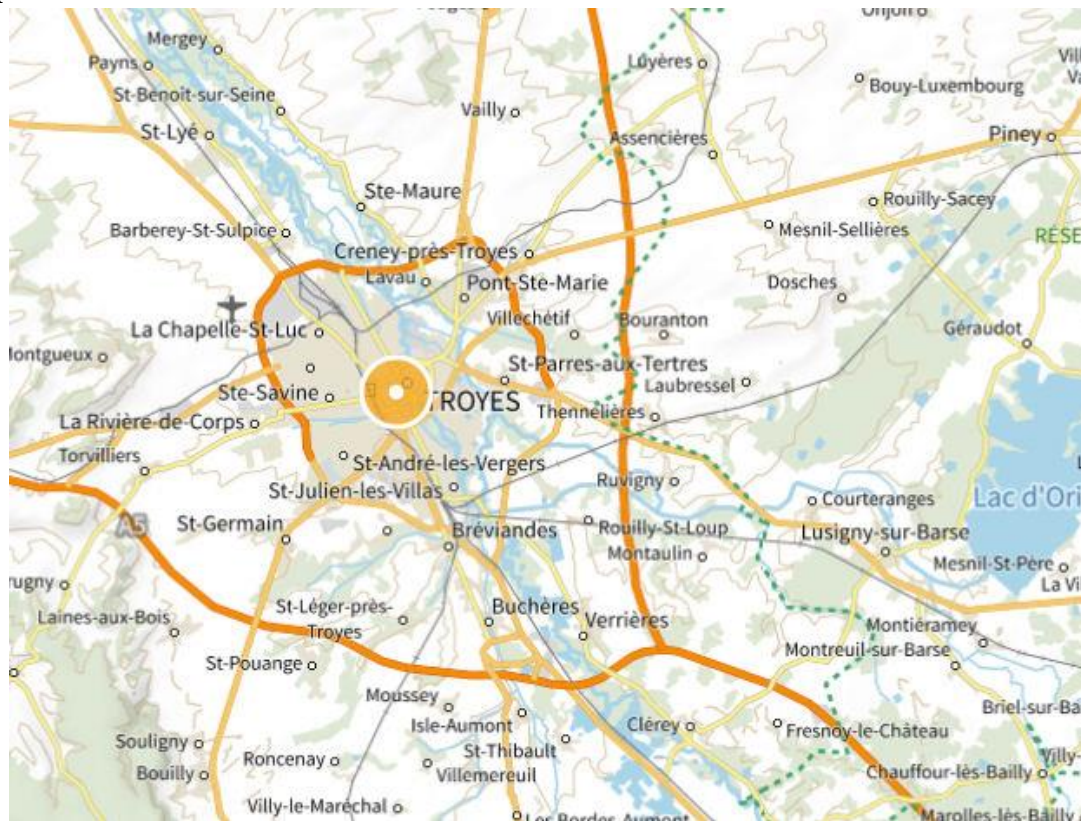 Mergey
Payns
Luyères
Bouy-Luxembourg
St-Benoit-sur-Seine
Vailly
St-Lyé
Assencières
Piney
Ste-Maure
Rouilly-Sacey
Barberey-St-Sulpice
Mesnil-Sellières
Creney-près-Troyes
Lavau
Pont-Ste-Marie
Dosches
La Chapelle-St-Luc
Villechétif
Bouranton
Géraudot
St-Parres-aux-Tertres
Laubressel
Ste-Savine
TROYES
Thennelières
La Rivière-de-Corps
Torvilliers
St-André-les-Vergers
Ruvigny
St-Julien-les-Villas
Courteranges
A5
St-Germain
Bréviandes
Rouilly-St-Loup
Lusigny-sur-Barse
Montaulin
Mesnil-St-Père
Laines-aux-Bois
St-Léger-près-
Troyes
Buchères
Verrières
Montiéramey
St-Pouange
Montreuil-sur-Barse
Moussey
Isle-Aumont
Clérey
Fresnoy-le-Château
Souligny
St-Thibault
Roncenay
Villemereuil
Bouilly
Chauffour-lès-Bailly
Villy-le-Maréchal
Les Bordes-Aumont
Marolles-lès-Bailly